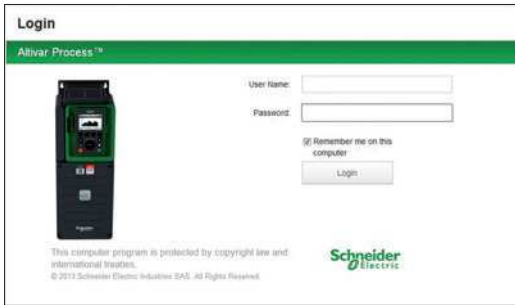 Login
Altivar Process™
User Name:
Password:
Remember me on this
computer
Login
This computer program is protected by copyright law and
international treaties.
© 2013 Schneider Electric Industries SAS. All Rights Reserved.
Schneider
Electric